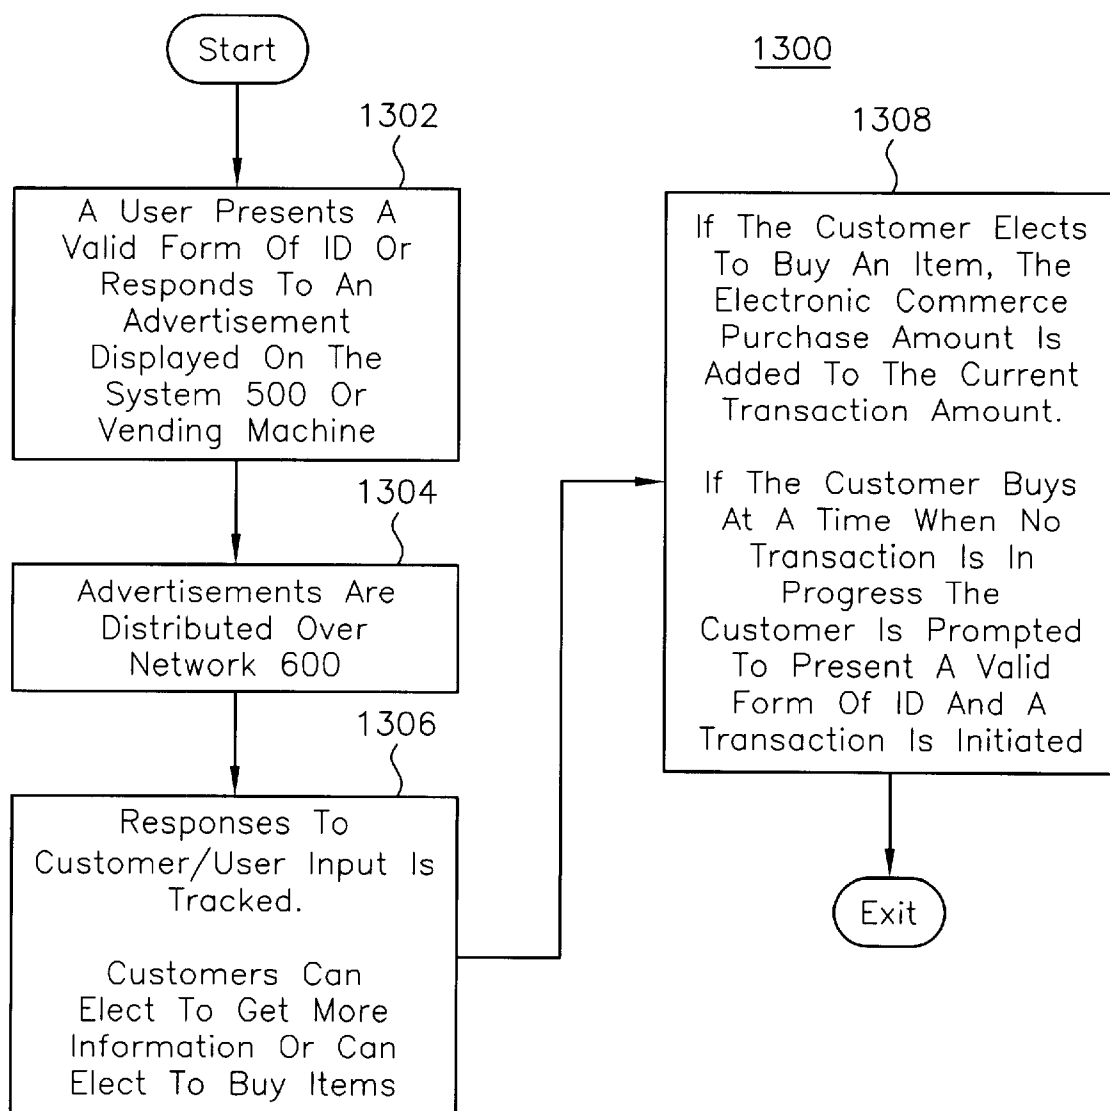 Start
1300
1302
A User Presents A
Valid Form Of ID Or
Responds To An
Advertisement
Displayed On The
System 500 Or
Vending Machine
1304
Advertisements Are
Distributed Over
Network 600
1306
Responses To
Customer/User Input Is
Tracked.
Customers Can
Elect To Get More
Information Or Can
Elect To Buy Items
1308
If The Customer Elects
To Buy An Item, The
Electronic Commerce
Purchase Amount Is
Added To The Current
Transaction Amount.
If The Customer Buys
At A Time When No
Transaction Is In
Progress The
Customer Is Prompted
To Present A Valid
Form Of ID And A
Transaction Is Initiated
Exit